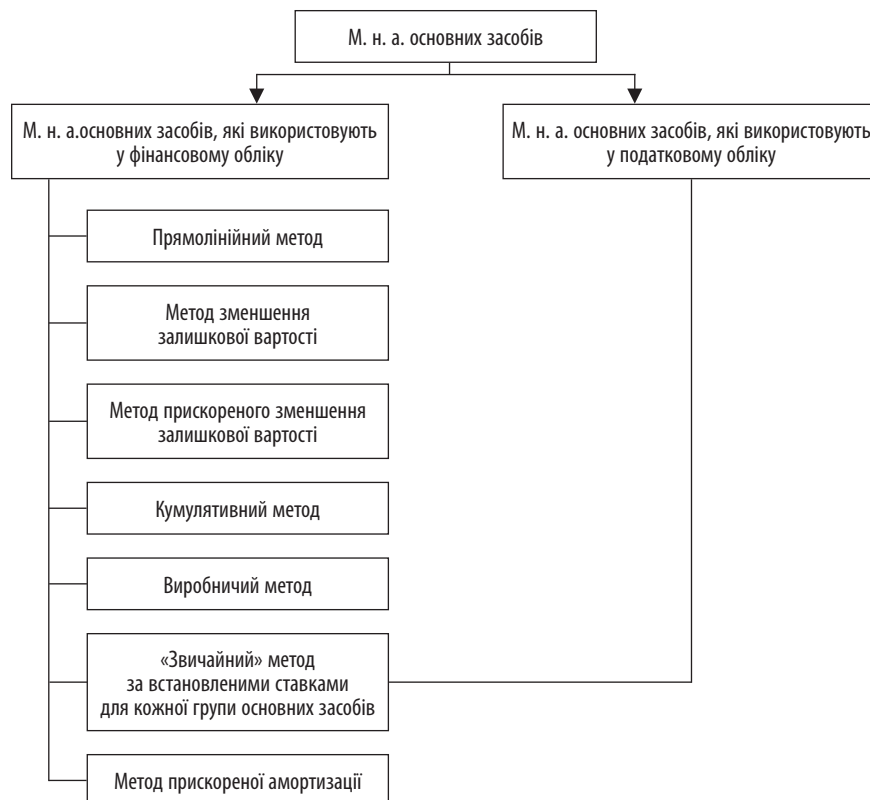 М. н. а. основних засобів
М. н. а.основних засобів, які використовують
у фінансовому обліку
М. н. а. основних засобів, які використовують
у податковому обліку
Прямолінійний метод
Метод зменшення
залишкової вартості
Метод прискореного зменшення
залишкової вартості
Кумулятивний метод
Виробничий метод
«Звичайний» метод
за встановленими ставками
для кожної групи основних засобів
Метод прискореної амортизації